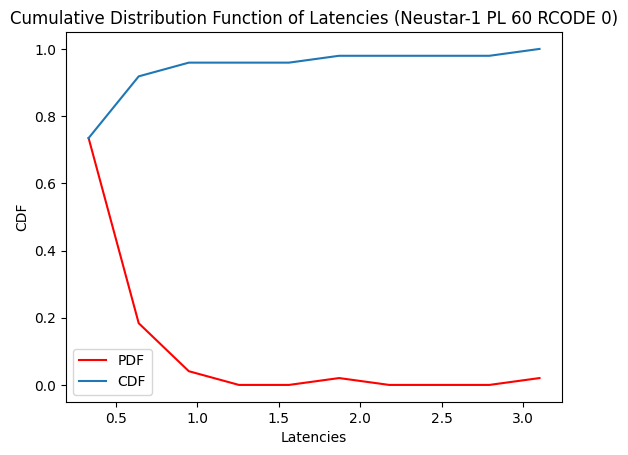 Cumulative Distribution Function of Latencies (Neustar-1 PL 60 RCODE 0)
1.0
0.8
0.6
0.4
0.2
0.0
CDF
PDF
CDF
0.5 1.0 1.5 2.0 2.5 3.0
Latencies